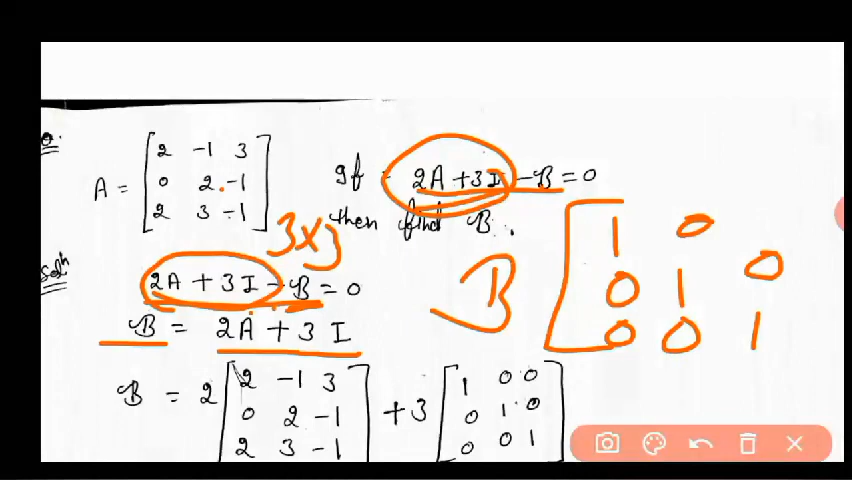 Q.
A = [ 2 -1 3
0 2 -1
2 3 -1 ]
If 2A + 3I - B = 0
then find B.
3x3
Solⁿ
2A + 3I - B = 0
B = 2A + 3I
B [ 1 0 0
0 1 0
0 0 1
B = 2 [ 2 -1 3
0 2 -1
2 3 -1 ] + 3 [ 1 0 0
0 1 0
0 0 1 ]